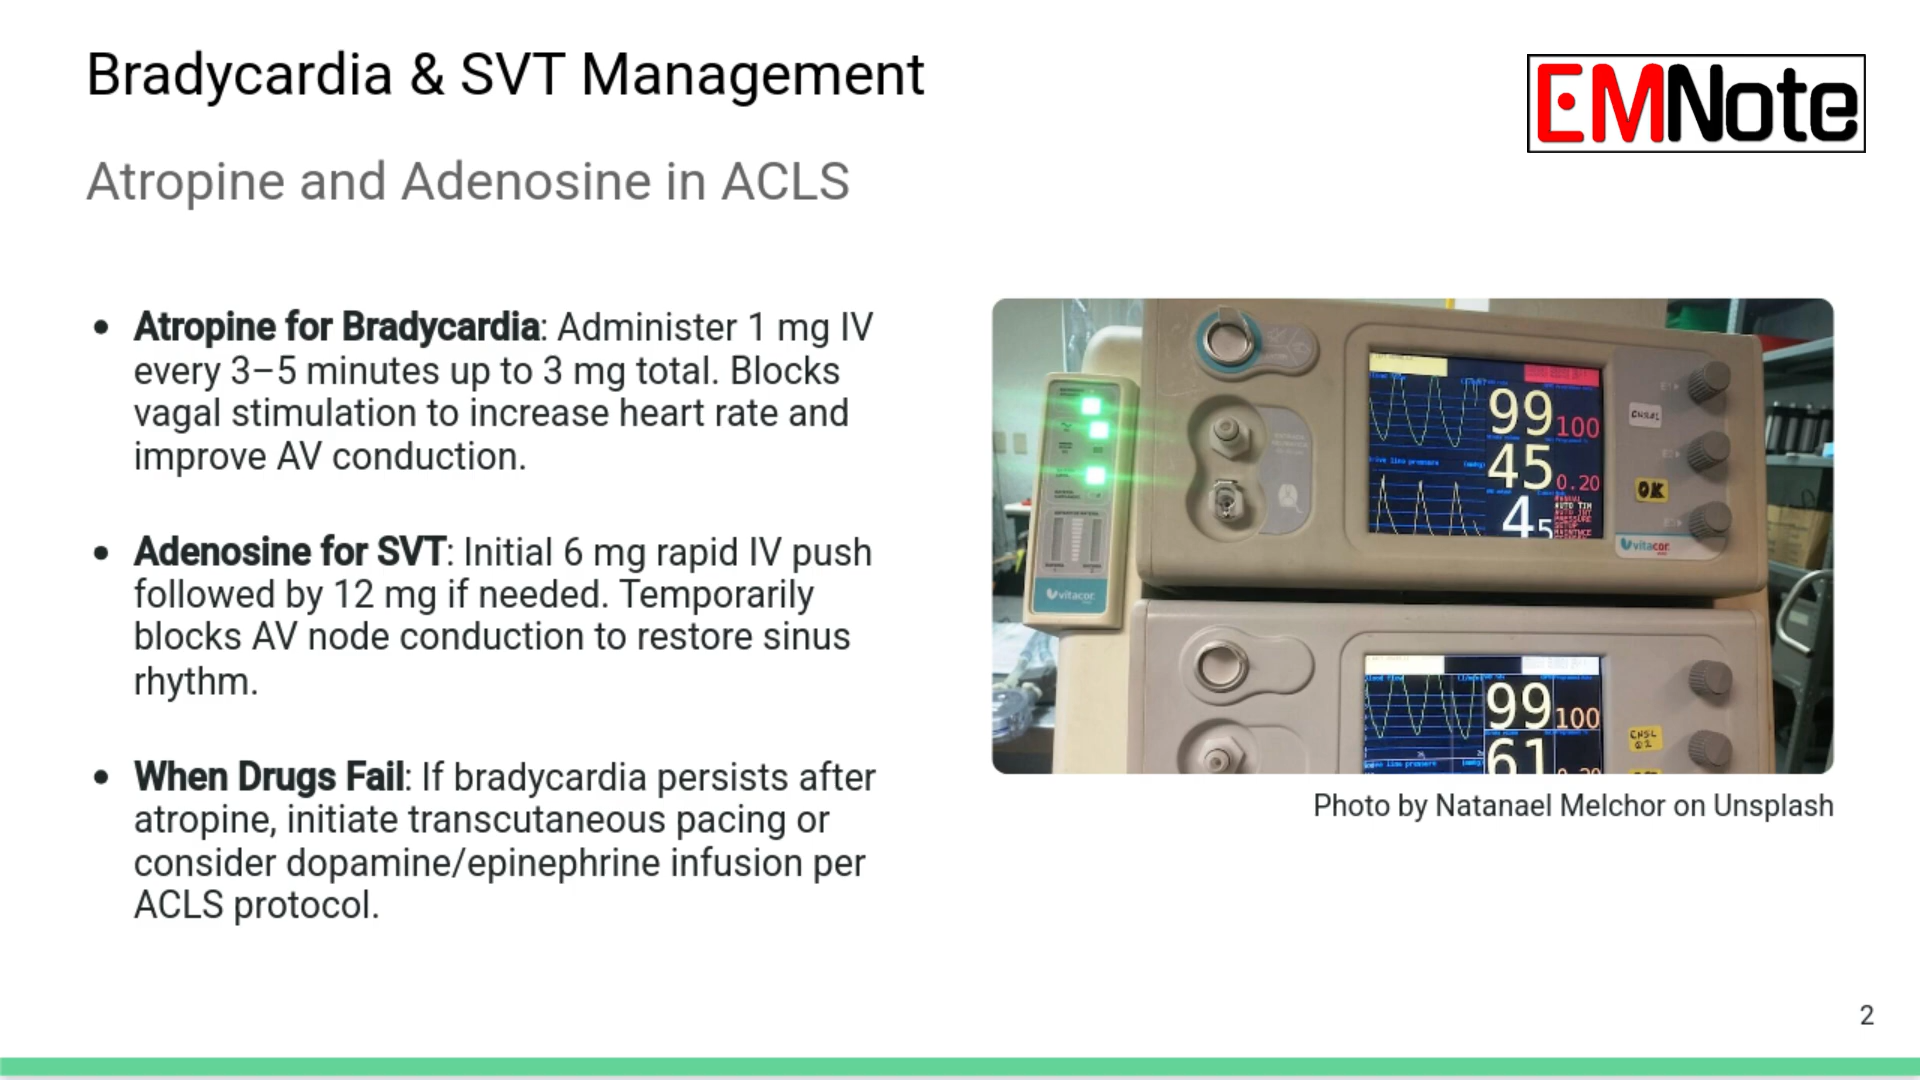 Bradycardia & SVT Management
EMNote
Atropine and Adenosine in ACLS
• Atropine for Bradycardia: Administer 1 mg IV
every 3–5 minutes up to 3 mg total. Blocks
vagal stimulation to increase heart rate and
improve AV conduction.
• Adenosine for SVT: Initial 6 mg rapid IV push
followed by 12 mg if needed. Temporarily
blocks AV node conduction to restore sinus
rhythm.
• When Drugs Fail: If bradycardia persists after
atropine, initiate transcutaneous pacing or
consider dopamine/epinephrine infusion per
ACLS protocol.
99 100
45 0.20
45
OK
vitacor
vitacor
99 100
61
Photo by Natanael Melchor on Unsplash
2